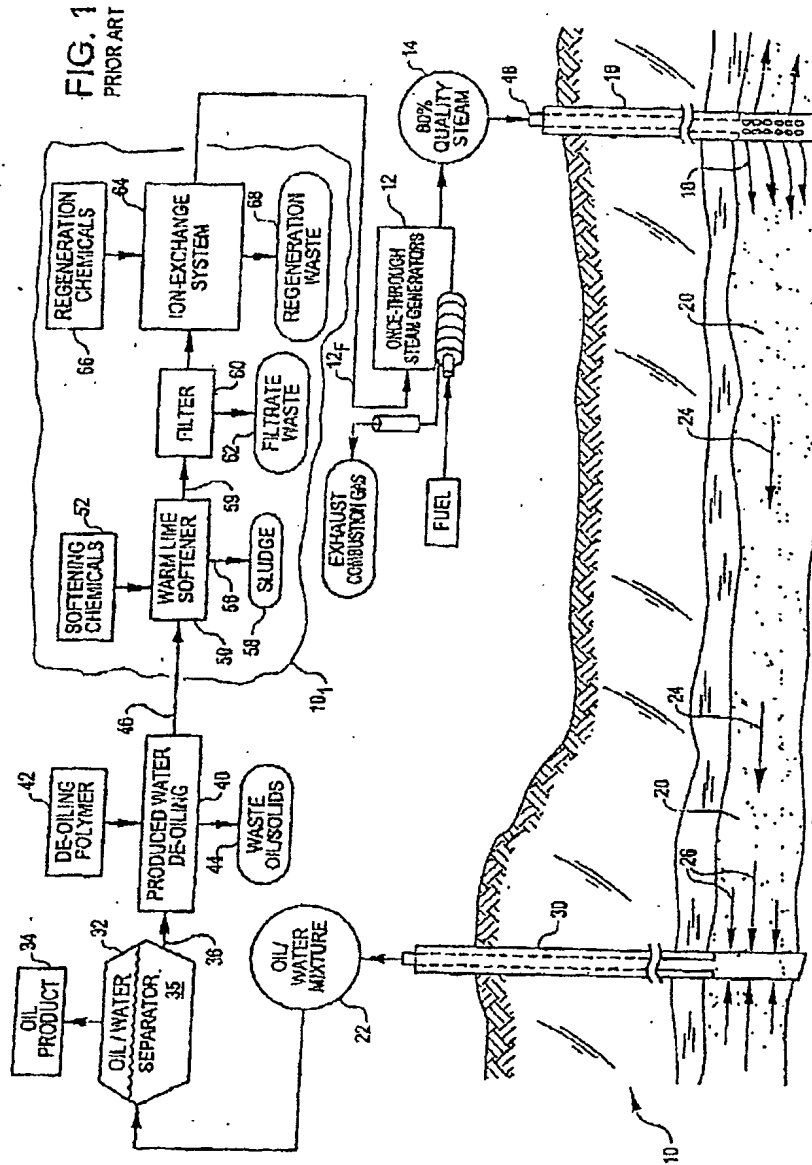 FIG. 1
PRIOR ART
34
OIL
PRODUCT
32
OIL / WATER
SEPARATOR.
35
36
42
DE-OILING
POLYMER
PRODUCED WATER
DE-OILING
40
44
WASTE
OIL/SOLIDS
46
SOFTENING
CHEMICALS
52
WARM LIME
SOFTENER
50
56
SLUDGE
58
59
FILTER
60
62
FILTRATE
WASTE
REGENERATION
CHEMICALS
66
64
ION-EXCHANGE
SYSTEM
68
REGENERATION
WASTE
10₁
12F
EXHAUST
COMBUSTION GAS
FUEL
12
ONCE-THROUGH
STEAM GENERATORS
14
80%
QUALITY
STEAM
OIL/
WATER
MIXTURE
22
30
48
16
18
20
24
24
20
26
10